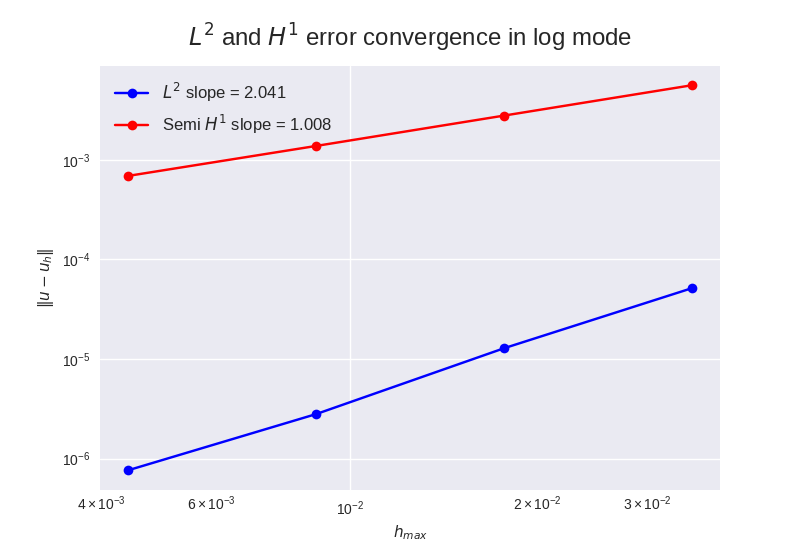 L² and H¹ error convergence in log mode
L² slope = 2.041
Semi H¹ slope = 1.008
10⁻³
10⁻⁴
10⁻⁵
10⁻⁶
‖u − uₕ‖
4 × 10⁻³ 6 × 10⁻³ 10⁻² 2 × 10⁻² 3 × 10⁻²
hₘₐₓ